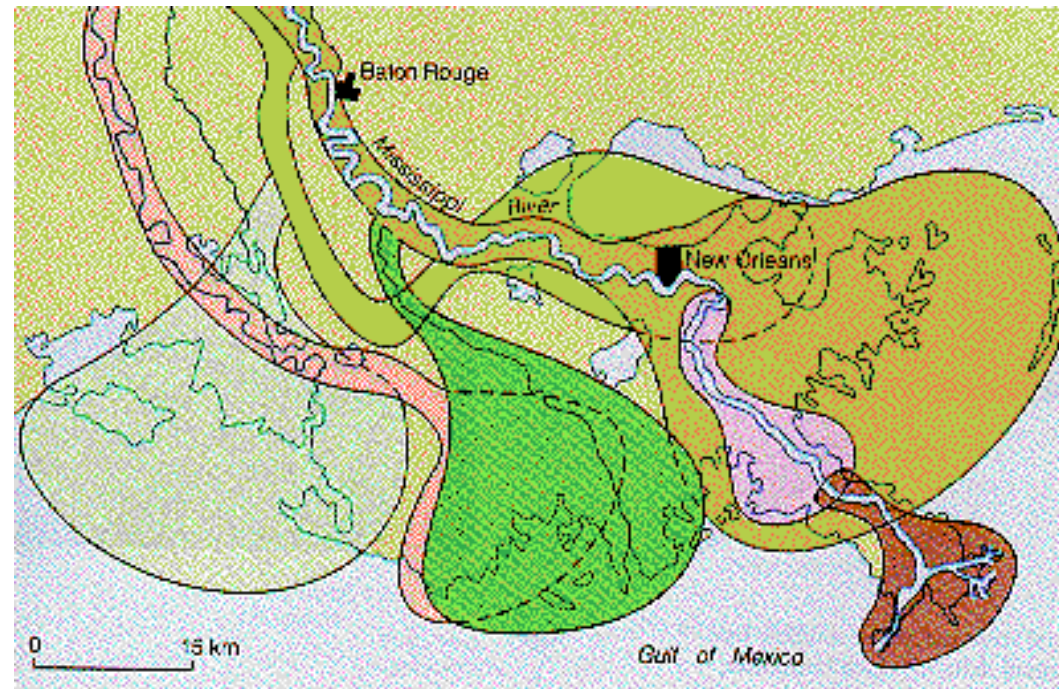 Baton Rouge
Mississippi
River
New Orleans
0 15 km
Gulf of Mexico